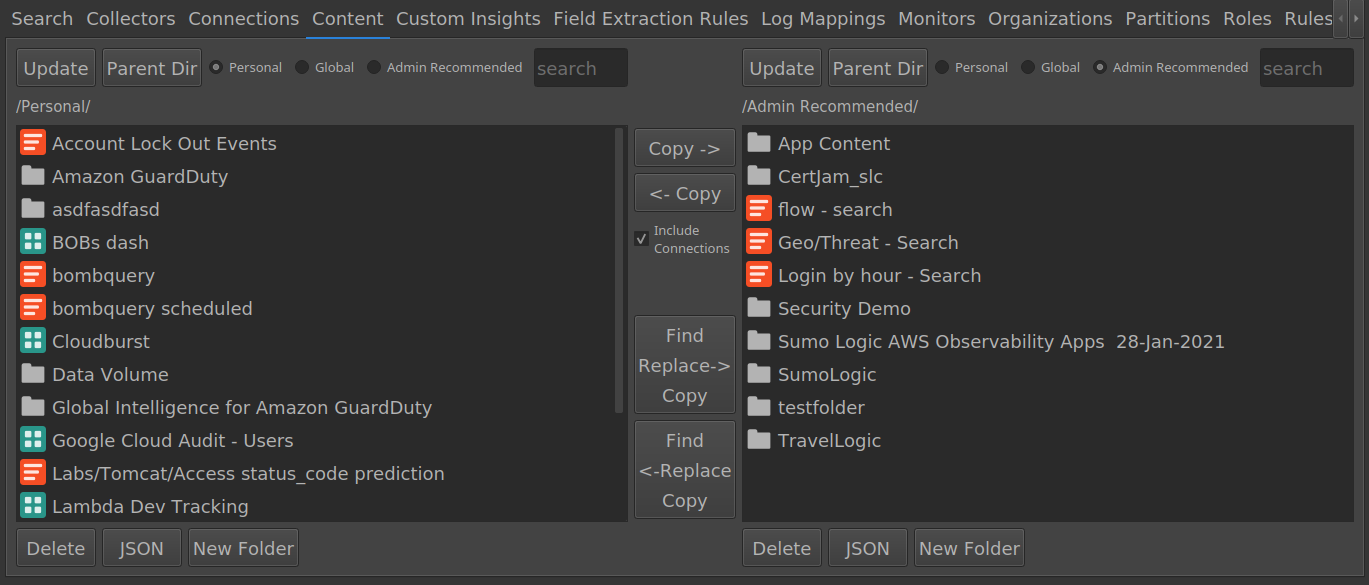 Search Collectors Connections Content Custom Insights Field Extraction Rules Log Mappings Monitors Organizations Partitions Roles Rules
Update Parent Dir Personal Global Admin Recommended search
/Personal/
Account Lock Out Events
Amazon GuardDuty
asdfasdfasd
BOBs dash
bombquery
bombquery scheduled
Cloudburst
Data Volume
Global Intelligence for Amazon GuardDuty
Google Cloud Audit - Users
Labs/Tomcat/Access status_code prediction
Lambda Dev Tracking
Delete JSON New Folder
Copy ->
<- Copy
Include
Connections
Find
Replace->
Copy
Find
<-Replace
Copy
Update Parent Dir Personal Global Admin Recommended search
/Admin Recommended/
App Content
CertJam_slc
flow - search
Geo/Threat - Search
Login by hour - Search
Security Demo
Sumo Logic AWS Observability Apps  28-Jan-2021
SumoLogic
testfolder
TravelLogic
Delete JSON New Folder